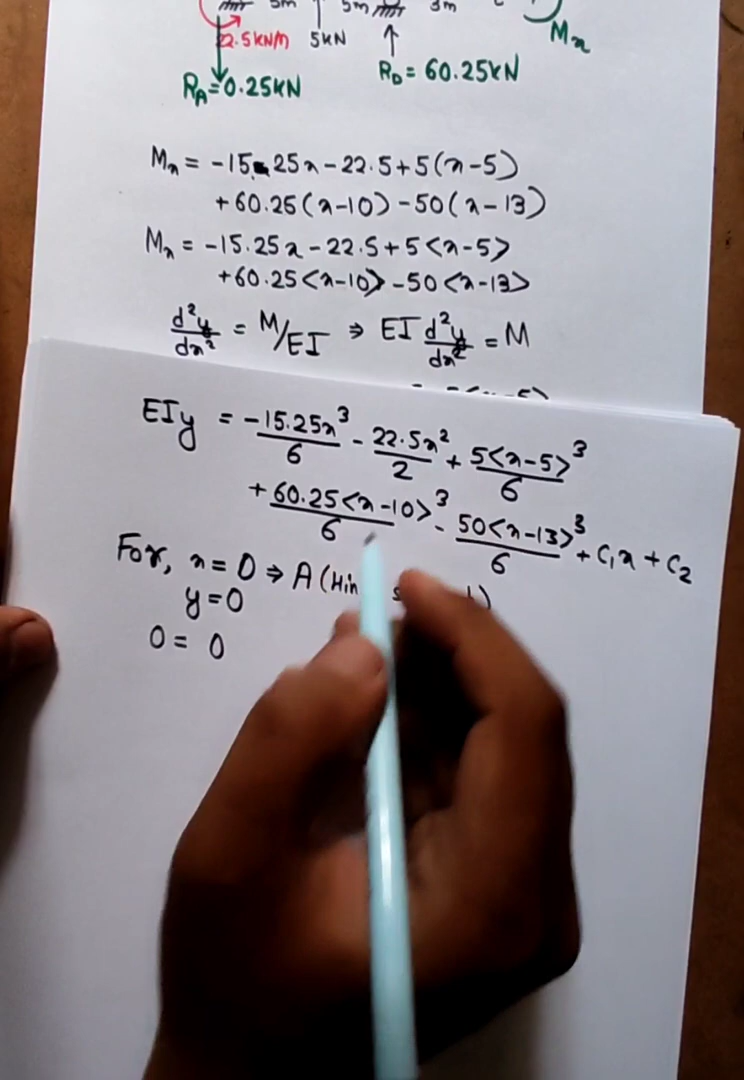 5m 5m 3m
22.5kNm 5kN Mx
RA=0.25KN RD= 60.25KN
Mx = -15.25x-22.5+5(x-5)
+60.25(x-10)-50(x-13)
Mx = -15.25x-22.5+5<x-5>
+60.25<x-10>-50<x-13>
d²y/dx² = M/EI ⇒ EI d²y/dx² = M
EIy = -15.25x³/6 - 22.5x²/2 + 5<x-5>³/6
+ 60.25<x-10>³/6 - 50<x-13>³/6 + C₁x + C₂
For, x=0 ⇒ A (Hin
y=0
0= 0